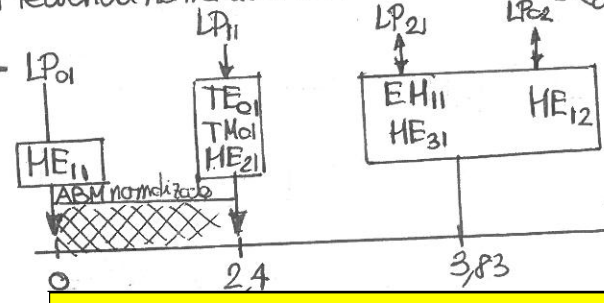 LP11 LP21 LP02
LP01
TE01 EH11 HE12
TM01 HE31
HE11 HE21
ABM normalizado
0 2,4 3,83